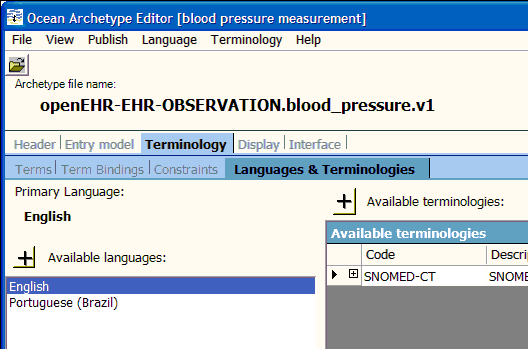 Ocean Archetype Editor [blood pressure measurement]
File View Publish Language Terminology Help
Archetype file name:
openEHR-EHR-OBSERVATION.blood_pressure.v1
Header Entry model Terminology Display Interface
Terms Term Bindings Constraints Languages & Terminologies
Primary Language:
English
Available languages:
English
Portuguese (Brazil)
Available terminologies:
Available terminologies
Code
SNOMED-CT